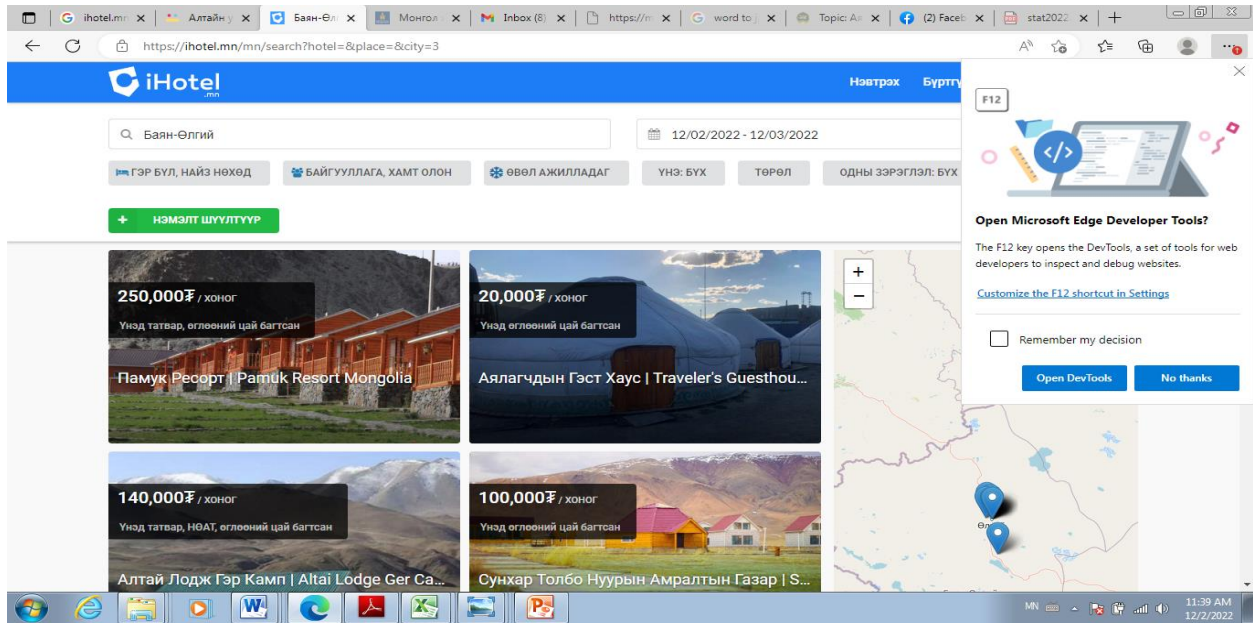 ihotel.mn
Алтайн у
Баян-Өл
Монгол
Inbox (8)
https://m
word to j
Topic: Ая
(2) Faceb
stat2022
https://ihotel.mn/mn/search?hotel=&place=&city=3
iHotel
.mn
Нэвтрэх
Баян-Өлгий
12/02/2022 - 12/03/2022
ГЭР БҮЛ, НАЙЗ НӨХӨД
БАЙГУУЛЛАГА, ХАМТ ОЛОН
ӨВӨЛ АЖИЛЛАДАГ
ҮНЭ: БҮХ
ТӨРӨЛ
ОДНЫ ЗЭРЭГЛЭЛ: БҮХ
+ НЭМЭЛТ ШҮҮЛТҮҮР
250,000₮ / хоног
Үнэд татвар, өглөөний цай багтсан
Памук Ресорт | Pamuk Resort Mongolia
20,000₮ / хоног
Үнэд өглөөний цай багтсан
Аялагчдын Гэст Хаус | Traveler's Guesthou...
140,000₮ / хоног
Үнэд татвар, НӨАТ, өглөөний цай багтсан
Алтай Лодж Гэр Камп | Altai Lodge Ger Ca...
100,000₮ / хоног
Үнэд өглөөний цай багтсан
Сунхар Толбо Нуурын Амралтын Газар | S...
+
−
F12
</>
Open Microsoft Edge Developer Tools?
The F12 key opens the DevTools, a set of tools for web
developers to inspect and debug websites.
Customize the F12 shortcut in Settings
Remember my decision
Open DevTools
No thanks
MN
11:39 AM
12/2/2022